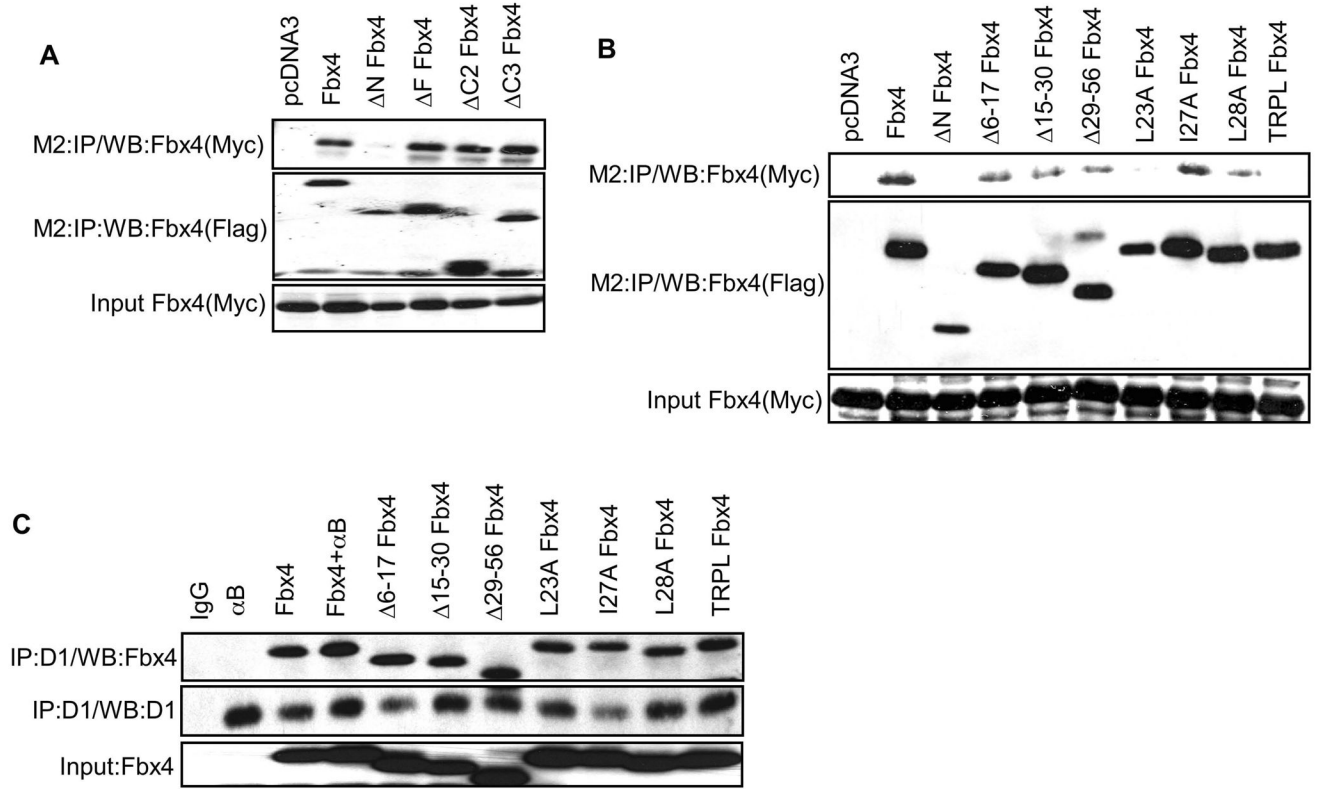 A
pcDNA3
Fbx4
ΔN Fbx4
ΔF Fbx4
ΔC2 Fbx4
ΔC3 Fbx4
M2:IP/WB:Fbx4(Myc)
M2:IP:WB:Fbx4(Flag)
Input Fbx4(Myc)
B
pcDNA3
Fbx4
ΔN Fbx4
Δ6-17 Fbx4
Δ15-30 Fbx4
Δ29-56 Fbx4
L23A Fbx4
I27A Fbx4
L28A Fbx4
TRPL Fbx4
M2:IP/WB:Fbx4(Myc)
M2:IP/WB:Fbx4(Flag)
Input Fbx4(Myc)
C
IgG
αB
Fbx4
Fbx4+αB
Δ6-17 Fbx4
Δ15-30 Fbx4
Δ29-56 Fbx4
L23A Fbx4
I27A Fbx4
L28A Fbx4
TRPL Fbx4
IP:D1/WB:Fbx4
IP:D1/WB:D1
Input:Fbx4